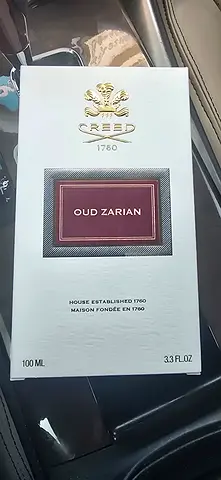 CREED
1760
OUD ZARIAN
HOUSE ESTABLISHED 1760
MAISON FONDÉE EN 1760
100 ML
3.3 FL.OZ